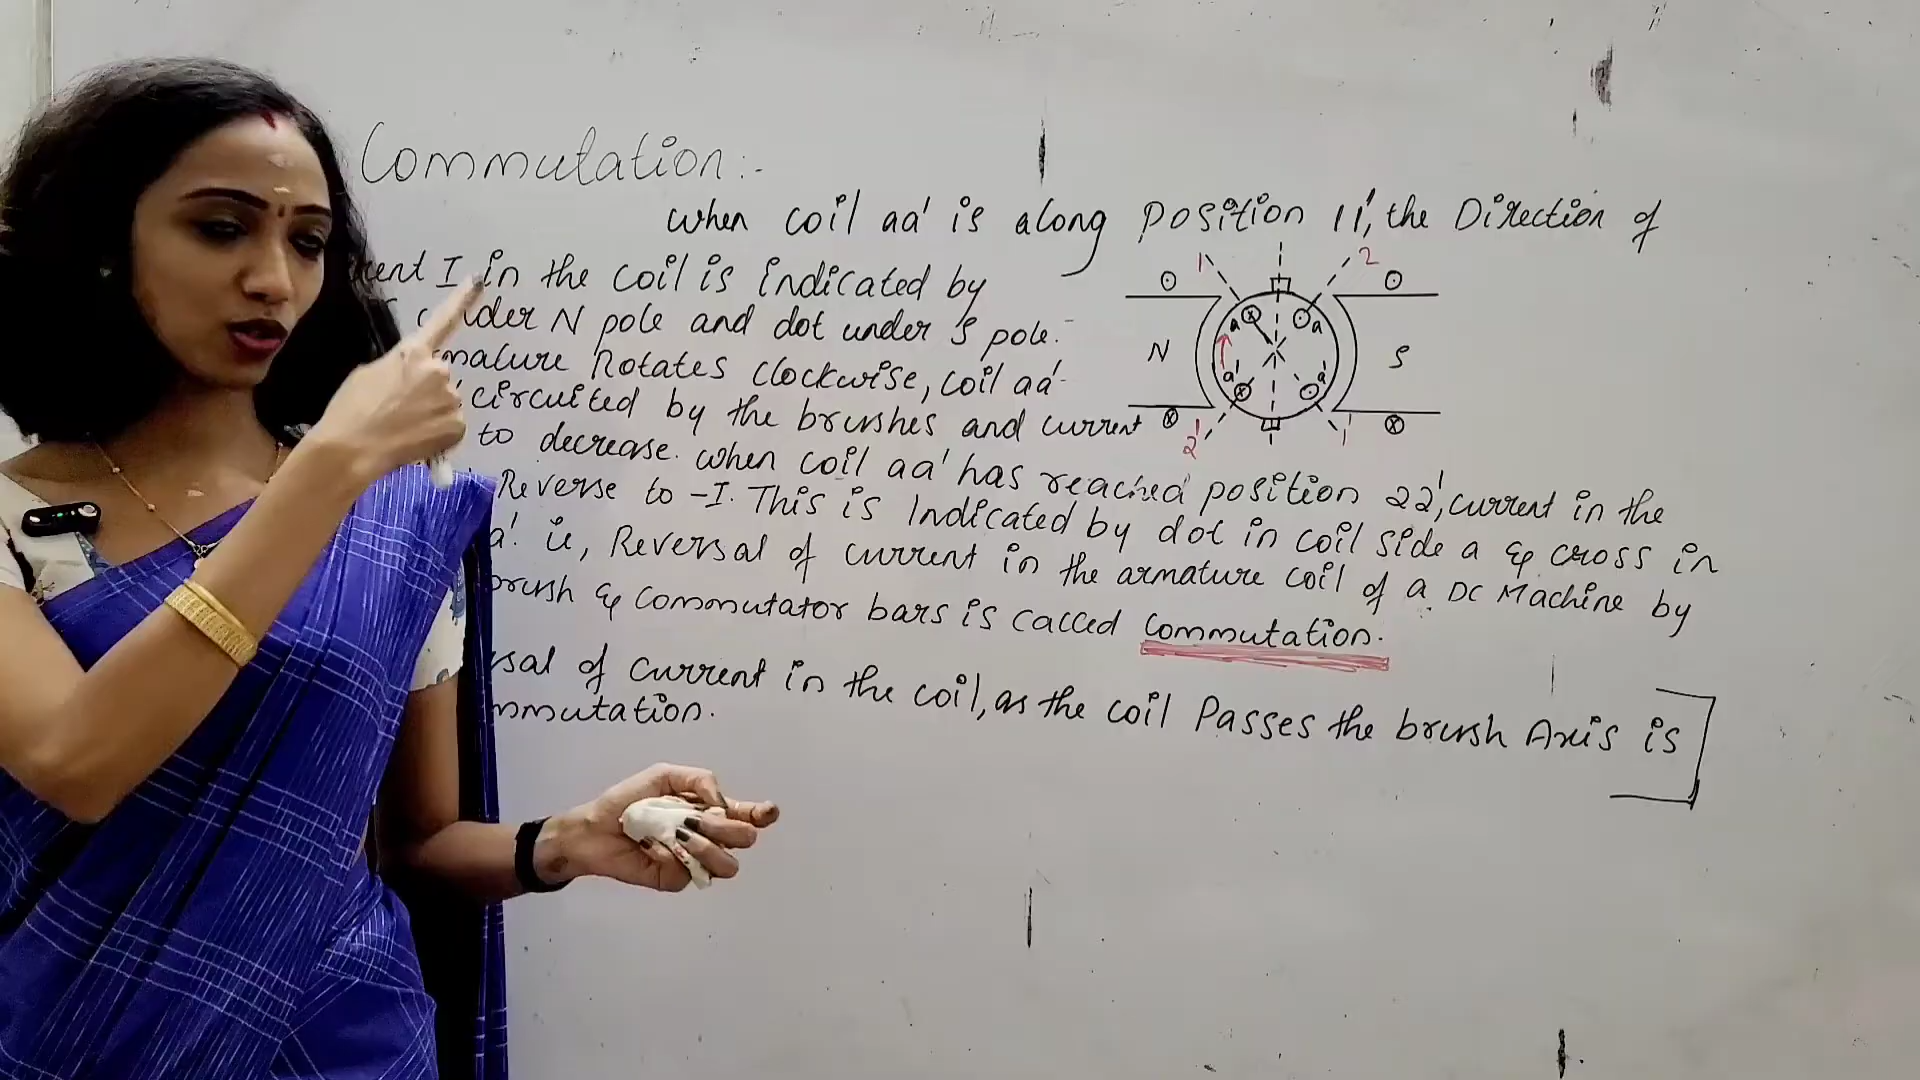 Commutation:-
When coil aa' is along position 11', the Direction of
I in the coil is indicated by
under N pole and dot under S pole.
Rotates clockwise, coil aa'
circuited by the brushes and current
to decrease. When coil aa' has reached position 22', current in the
Reverse to -I. This is Indicated by dot in coil side a & cross in
a'. ie, Reversal of current in the armature coil of a DC Machine by
brush & commutator bars is called Commutation.
of current in the coil, as the coil Passes the brush Axis is
1 2
N a a S
a' a'
2' 1'